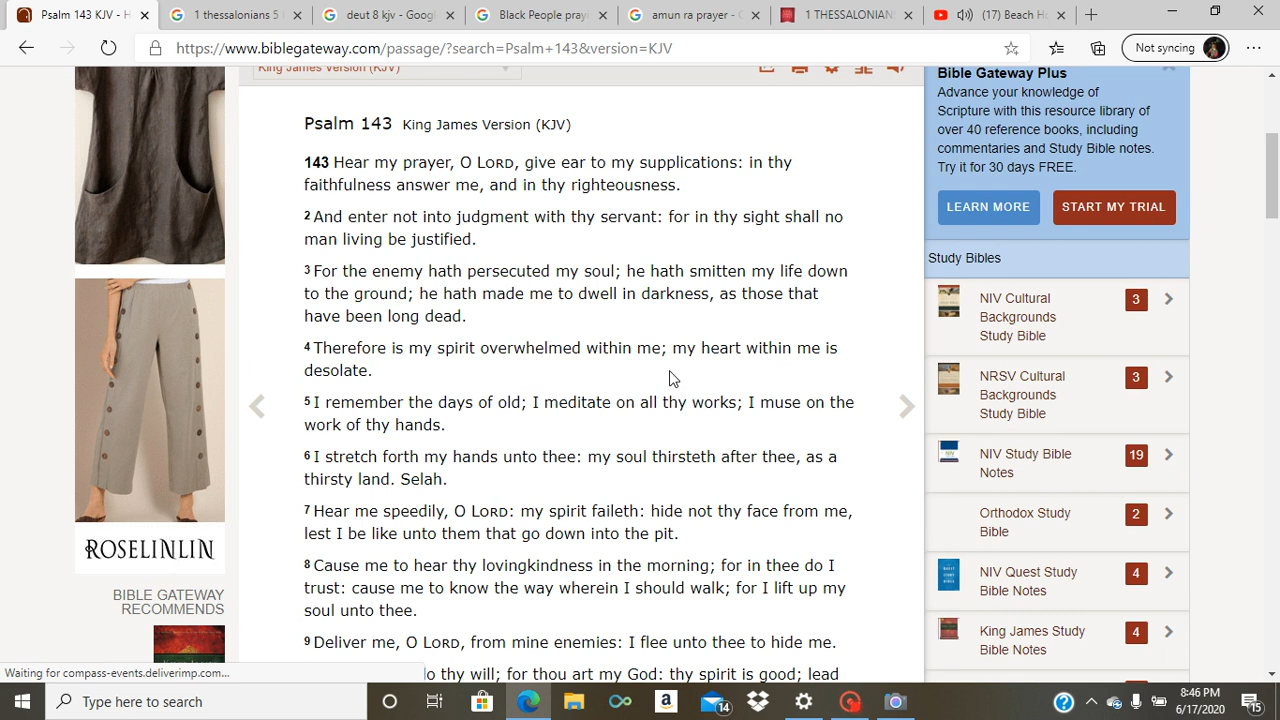 Psalm 143 KJV -
1 thessalonians 5
deut 8 kjv - Goog
Black People pray
amun ra prayer - G
1 THESSALONIAN
(17) Beach H
https://www.biblegateway.com/passage/?search=Psalm+143&version=KJV
Not syncing
King James Version (KJV)
Psalm 143 King James Version (KJV)
143 Hear my prayer, O LORD, give ear to my supplications: in thy
faithfulness answer me, and in thy righteousness.
2 And enter not into judgment with thy servant: for in thy sight shall no
man living be justified.
3 For the enemy hath persecuted my soul; he hath smitten my life down
to the ground; he hath made me to dwell in darkness, as those that
have been long dead.
4 Therefore is my spirit overwhelmed within me; my heart within me is
desolate.
5 I remember the days of old; I meditate on all thy works; I muse on the
work of thy hands.
6 I stretch forth my hands unto thee: my soul thirsteth after thee, as a
thirsty land. Selah.
7 Hear me speedily, O LORD: my spirit faileth: hide not thy face from me,
lest I be like unto them that go down into the pit.
8 Cause me to hear thy lovingkindness in the morning; for in thee do I
trust: cause me to know the way wherein I should walk; for I lift up my
soul unto thee.
9 Deliver me, O LORD, from mine enemies: I flee unto thee to hide me.
do thy will; for thou art my God: thy spirit is good; lead
ROSELINLIN
BIBLE GATEWAY
RECOMMENDS
Bible Gateway Plus
Advance your knowledge of
Scripture with this resource library of
over 40 reference books, including
commentaries and Study Bible notes.
Try it for 30 days FREE.
LEARN MORE
START MY TRIAL
Study Bibles
NIV Cultural
Backgrounds
Study Bible
3
NRSV Cultural
Backgrounds
Study Bible
3
NIV Study Bible
Notes
19
Orthodox Study
Bible
2
NIV Quest Study
Bible Notes
4
King James Study
Bible Notes
4
Waiting for compass-events.deliverimp.com...
Type here to search
14
8:46 PM
6/17/2020
15